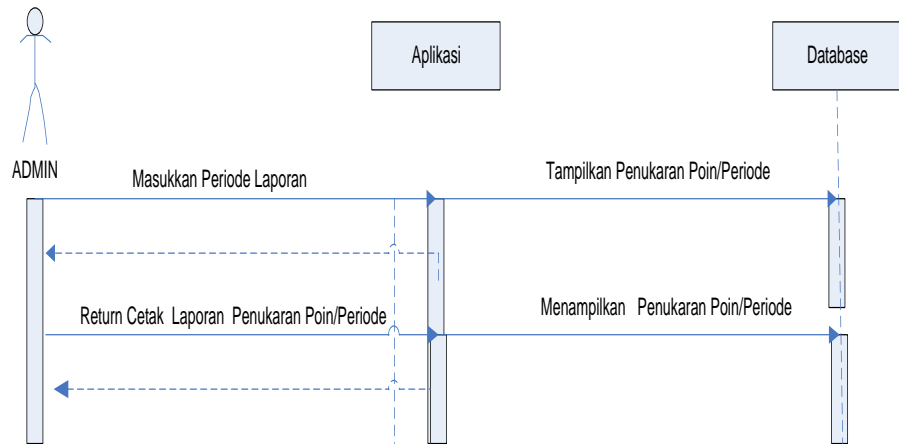 Aplikasi
Database
ADMIN
Masukkan Periode Laporan
Tampilkan Penukaran Poin/Periode
Return Cetak Laporan Penukaran Poin/Periode
Menampilkan Penukaran Poin/Periode